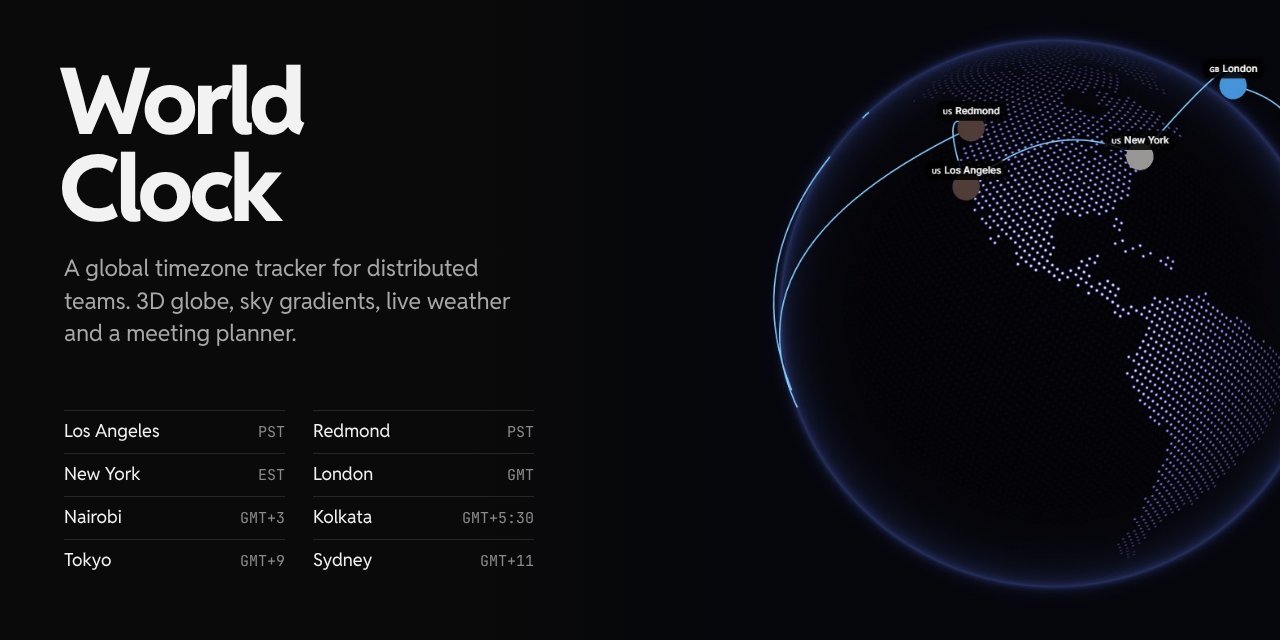 World
Clock
A global timezone tracker for distributed
teams. 3D globe, sky gradients, live weather
and a meeting planner.
Los Angeles PST
Redmond PST
New York EST
London GMT
Nairobi GMT+3
Kolkata GMT+5:30
Tokyo GMT+9
Sydney GMT+11
GB London
US Redmond
US New York
US Los Angeles